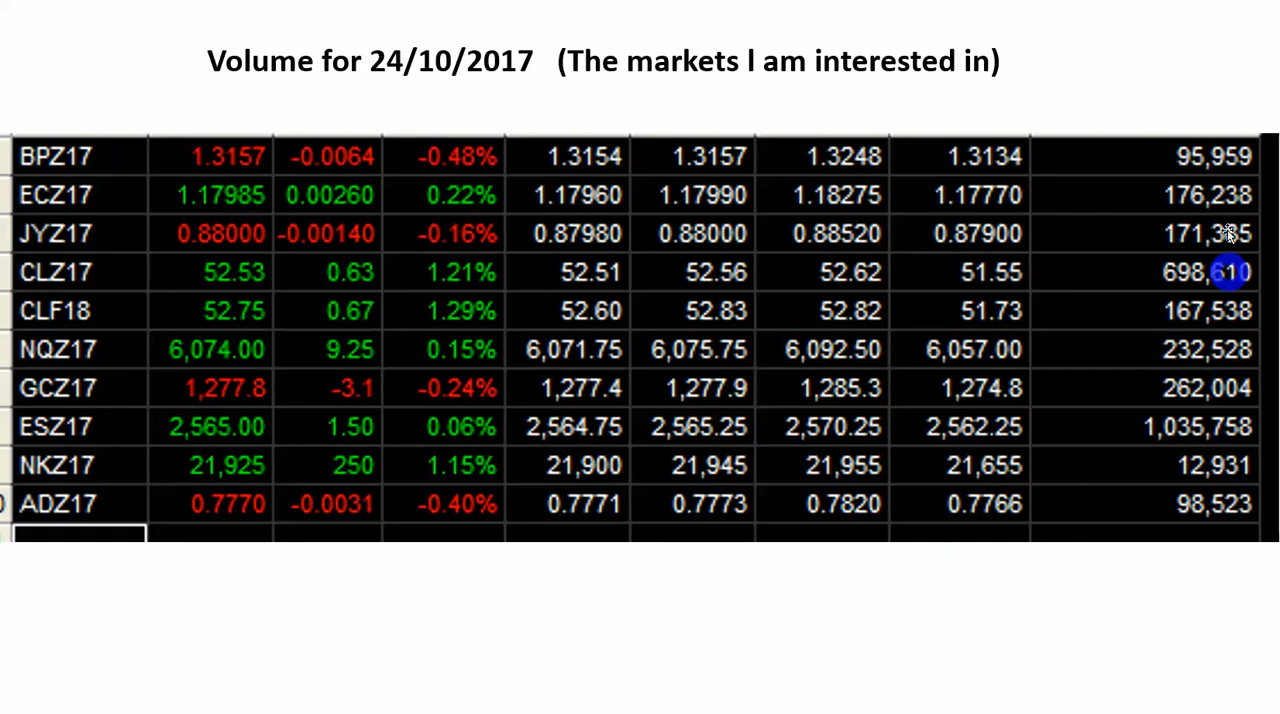 Volume for 24/10/2017 (The markets I am interested in)
BPZ17 1.3157 -0.0064 -0.48% 1.3154 1.3157 1.3248 1.3134 95,959
ECZ17 1.17985 0.00260 0.22% 1.17960 1.17990 1.18275 1.17770 176,238
JYZ17 0.88000 -0.00140 -0.16% 0.87980 0.88000 0.88520 0.87900
CLZ17 52.53 0.63 1.21% 52.51 52.56 52.62 51.55 698,610
CLF18 52.75 0.67 1.29% 52.60 52.83 52.82 51.73 167,538
NQZ17 6,074.00 9.25 0.15% 6,071.75 6,075.75 6,092.50 6,057.00 232,528
GCZ17 1,277.8 -3.1 -0.24% 1,277.4 1,277.9 1,285.3 1,274.8 262,004
ESZ17 2,565.00 1.50 0.06% 2,564.75 2,565.25 2,570.25 2,562.25 1,035,758
NKZ17 21,925 250 1.15% 21,900 21,945 21,955 21,655 12,931
ADZ17 0.7770 -0.0031 -0.40% 0.7771 0.7773 0.7820 0.7766 98,523